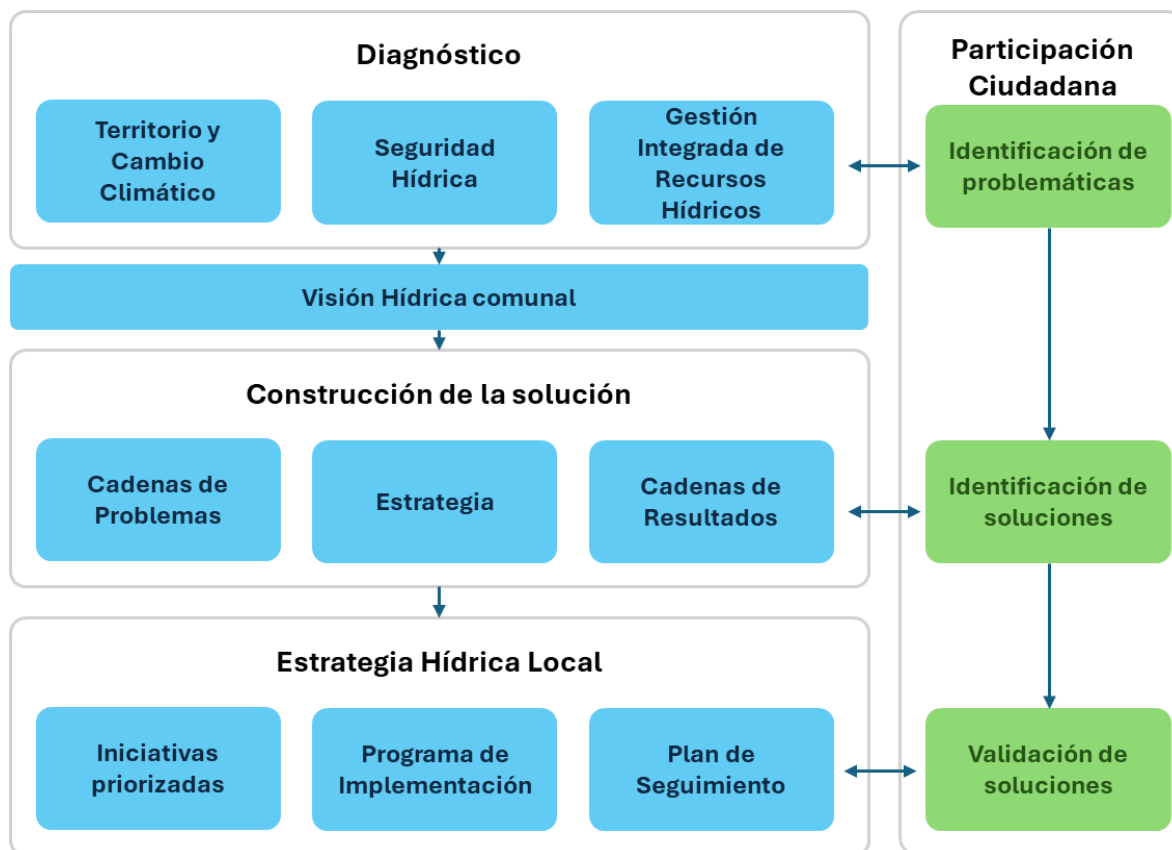 Diagnóstico
Territorio y
Cambio
Climático
Seguridad
Hídrica
Gestión
Integrada de
Recursos
Hídricos
Visión Hídrica comunal
Construcción de la solución
Cadenas de
Problemas
Estrategia
Cadenas de
Resultados
Estrategia Hídrica Local
Iniciativas
priorizadas
Programa de
Implementación
Plan de
Seguimiento
Participación
Ciudadana
Identificación de
problemáticas
Identificación de
soluciones
Validación de
soluciones